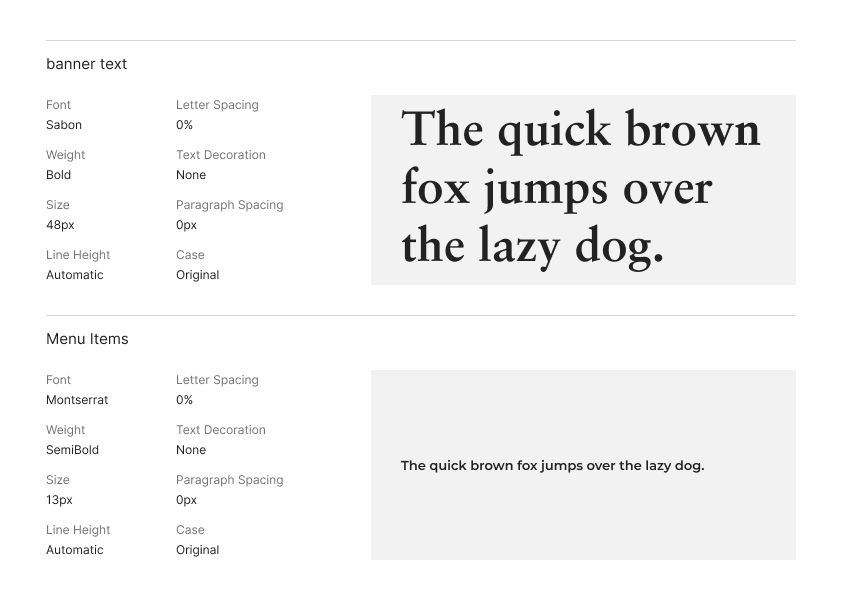 banner text
Font
Letter Spacing
Sabon
0%
Weight
Text Decoration
Bold
None
Size
Paragraph Spacing
48px
0px
Line Height
Case
Automatic
Original
The quick brown
fox jumps over
the lazy dog.
Menu Items
Font
Letter Spacing
Montserrat
0%
Weight
Text Decoration
SemiBold
None
Size
Paragraph Spacing
13px
0px
Line Height
Case
Automatic
Original
The quick brown fox jumps over the lazy dog.